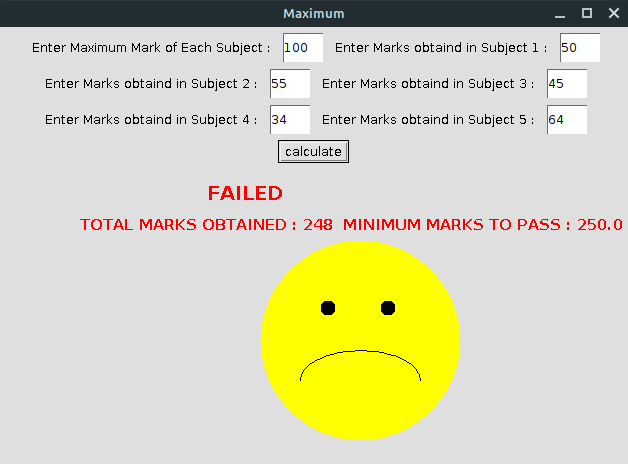 Maximum
Enter Maximum Mark of Each Subject : 100 Enter Marks obtaind in Subject 1 : 50
Enter Marks obtaind in Subject 2 : 55 Enter Marks obtaind in Subject 3 : 45
Enter Marks obtaind in Subject 4 : 34 Enter Marks obtaind in Subject 5 : 64
calculate
FAILED
TOTAL MARKS OBTAINED : 248 MINIMUM MARKS TO PASS : 250.0